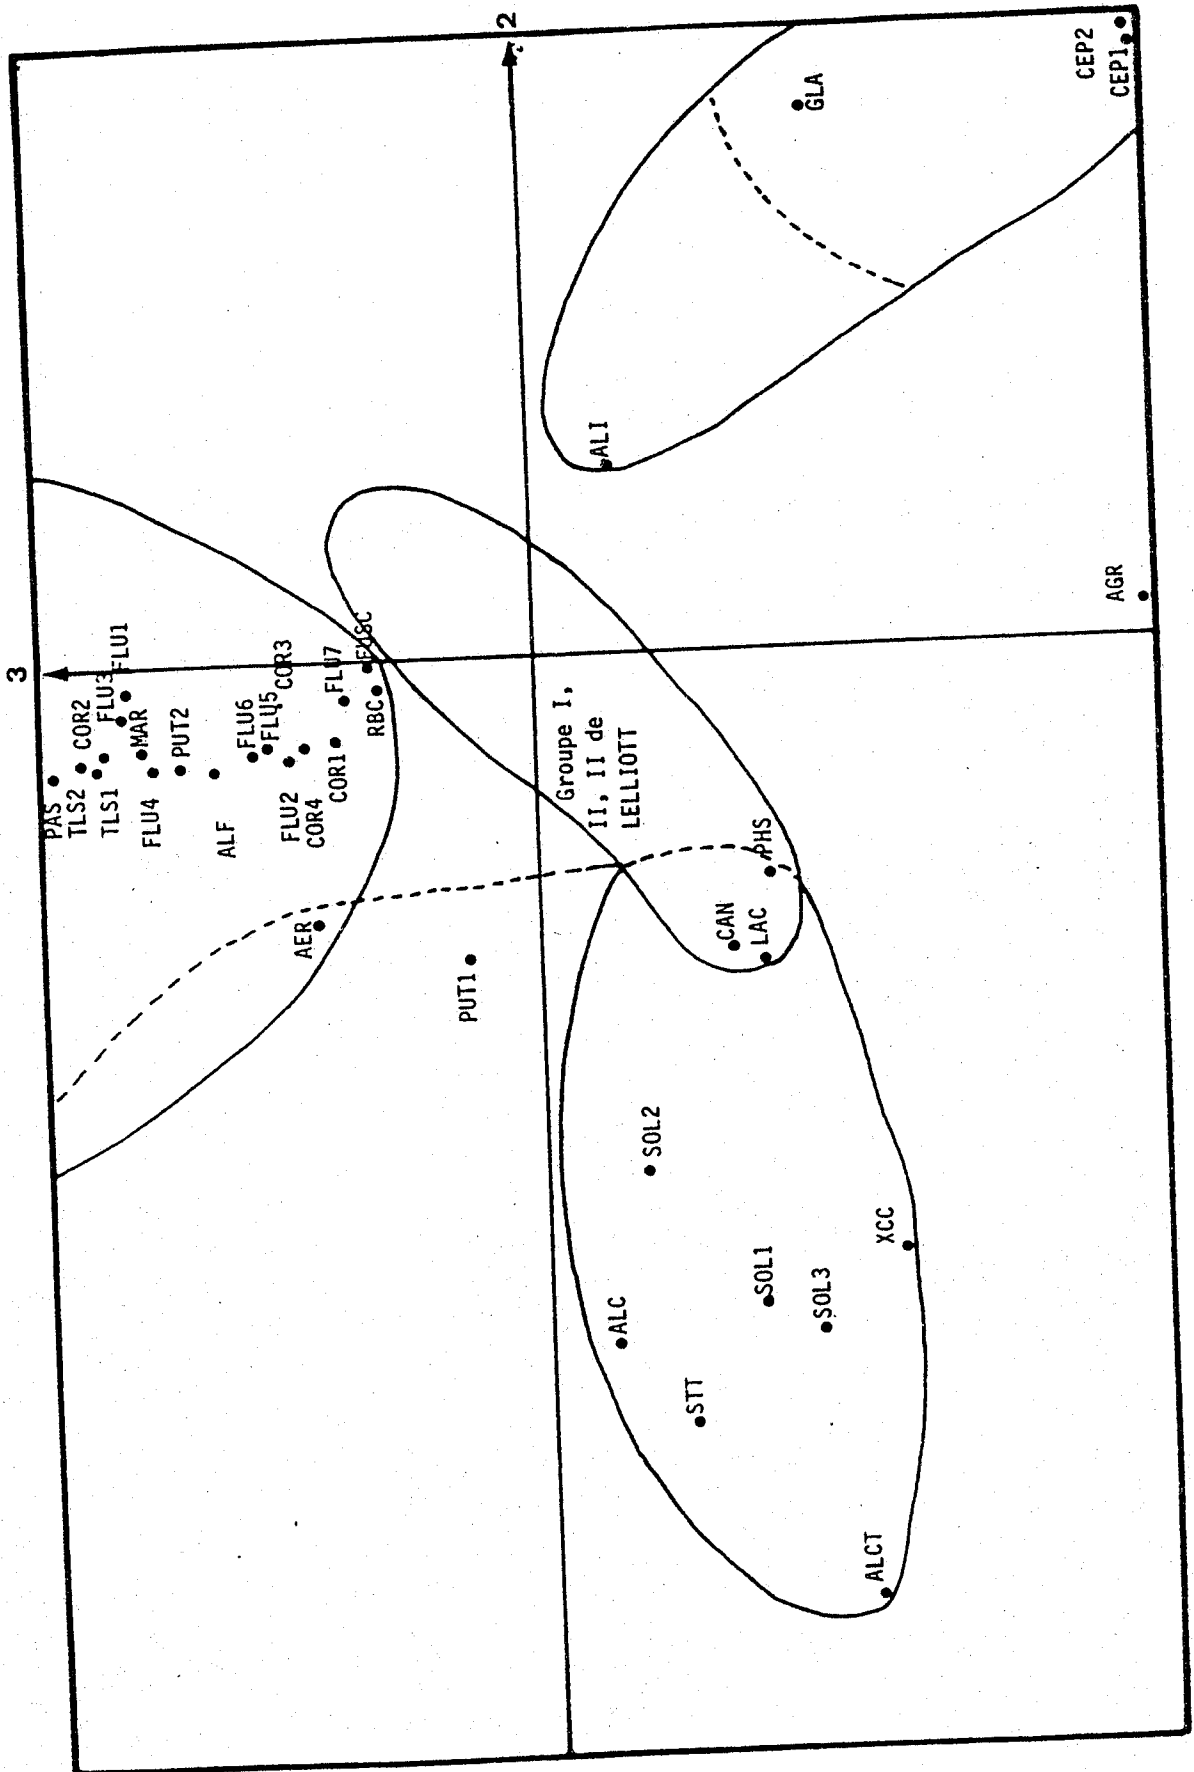 2
3
CEP2
CEP1
GLA
ALI
AGR
FLU1
FLU3
COR2
PAS
TLS2
TLS1
MAR
FLU4
PUT2
ALF
FLU6
FLU5
COR3
FLU2
COR4
COR1
FLU7
RBC
AER
PUT1
Groupe I,
II, II de
LELLIOTT
PHS
CAN
LAC
SOL2
XCC
SOL1
SOL3
ALC
STT
ALCT